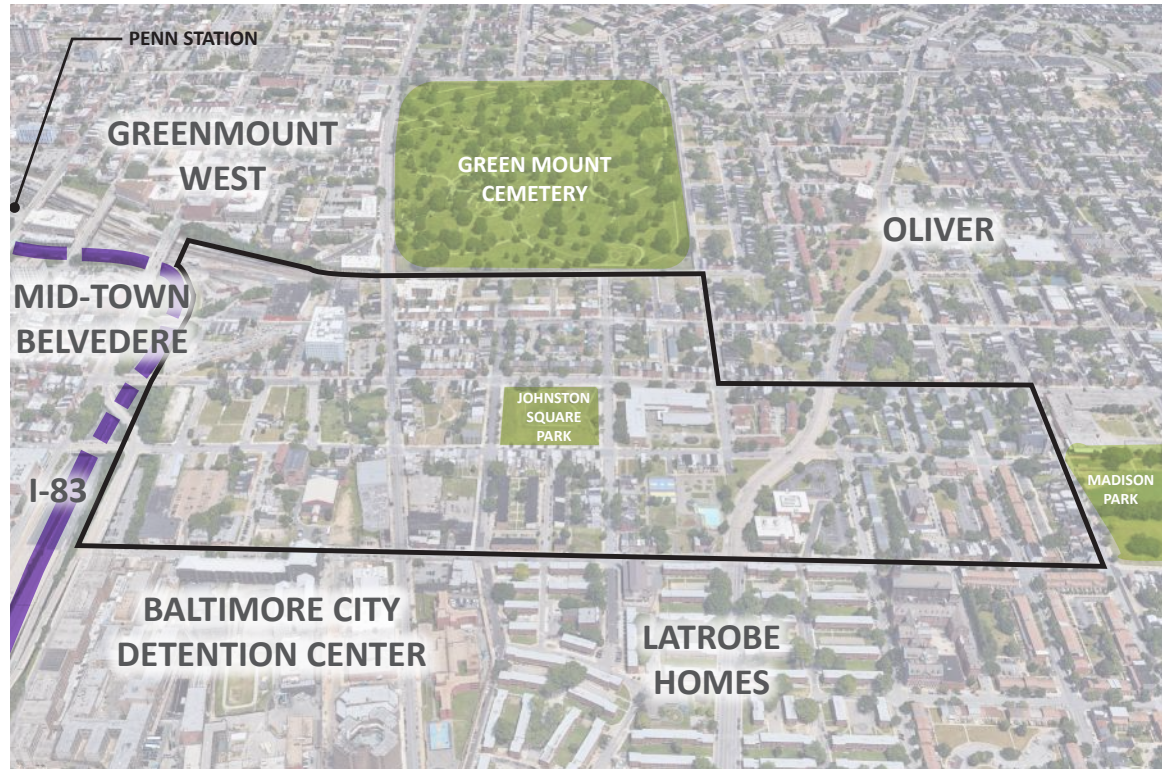 PENN STATION
GREENMOUNT
WEST
GREEN MOUNT
CEMETERY
OLIVER
MID-TOWN
BELVEDERE
JOHNSTON
SQUARE
PARK
I-83
MADISON
PARK
BALTIMORE CITY
DETENTION CENTER
LATROBE
HOMES